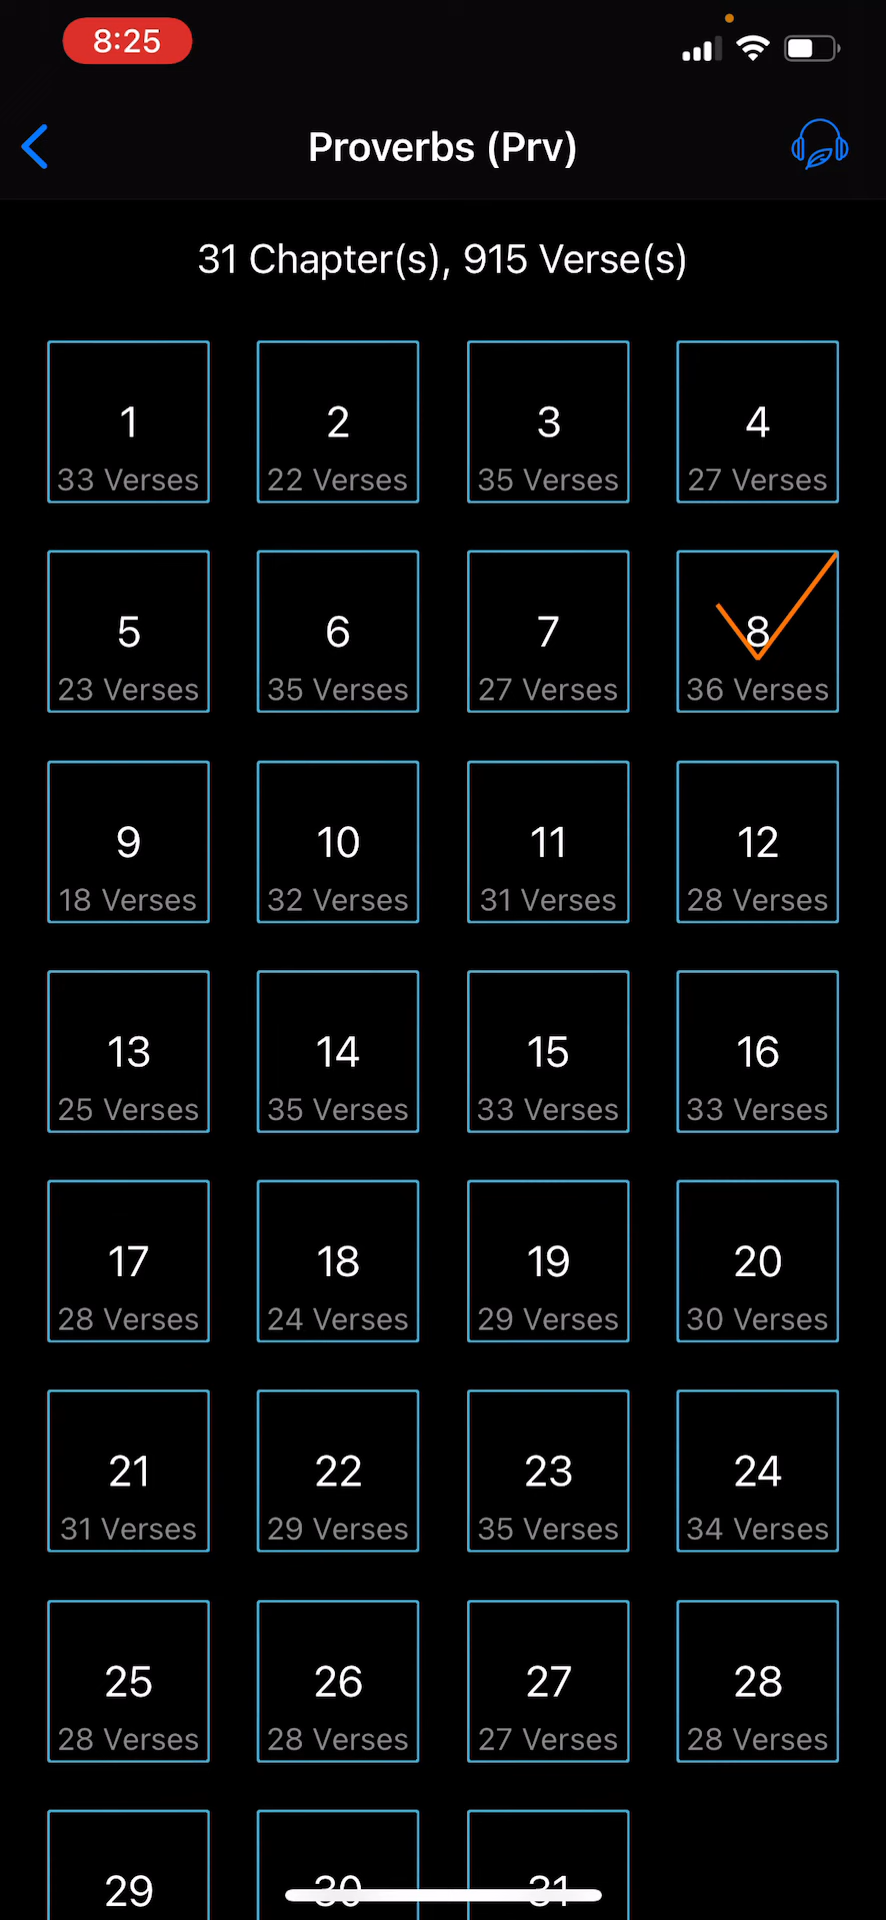 8:25
Proverbs (Prv)
31 Chapter(s), 915 Verse(s)
1 2 3 4
33 Verses 22 Verses 35 Verses 27 Verses
5 6 7 8
23 Verses 35 Verses 27 Verses 36 Verses
9 10 11 12
18 Verses 32 Verses 31 Verses 28 Verses
13 14 15 16
25 Verses 35 Verses 33 Verses 33 Verses
17 18 19 20
28 Verses 24 Verses 29 Verses 30 Verses
21 22 23 24
31 Verses 29 Verses 35 Verses 34 Verses
25 26 27 28
28 Verses 28 Verses 27 Verses 28 Verses
29 30 31